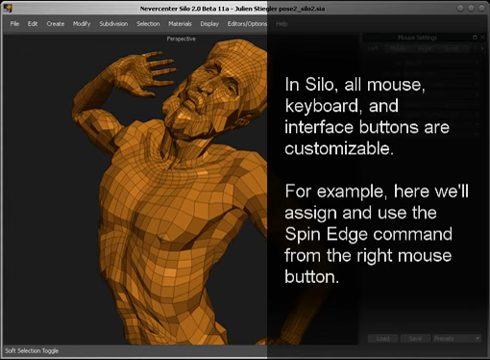 Nevercenter Silo 2.0 Beta 11a - Julien Stiegler pose2_silo2.sia
File Edit Create Modify Subdivision Selection Materials Display Editors/Options Help
Perspective
Mouse Settings
In Silo, all mouse,
keyboard, and
interface buttons are
customizable.
For example, here we'll
assign and use the
Spin Edge command
from the right mouse
button.
Load Save Presets
Soft Selection Toggle